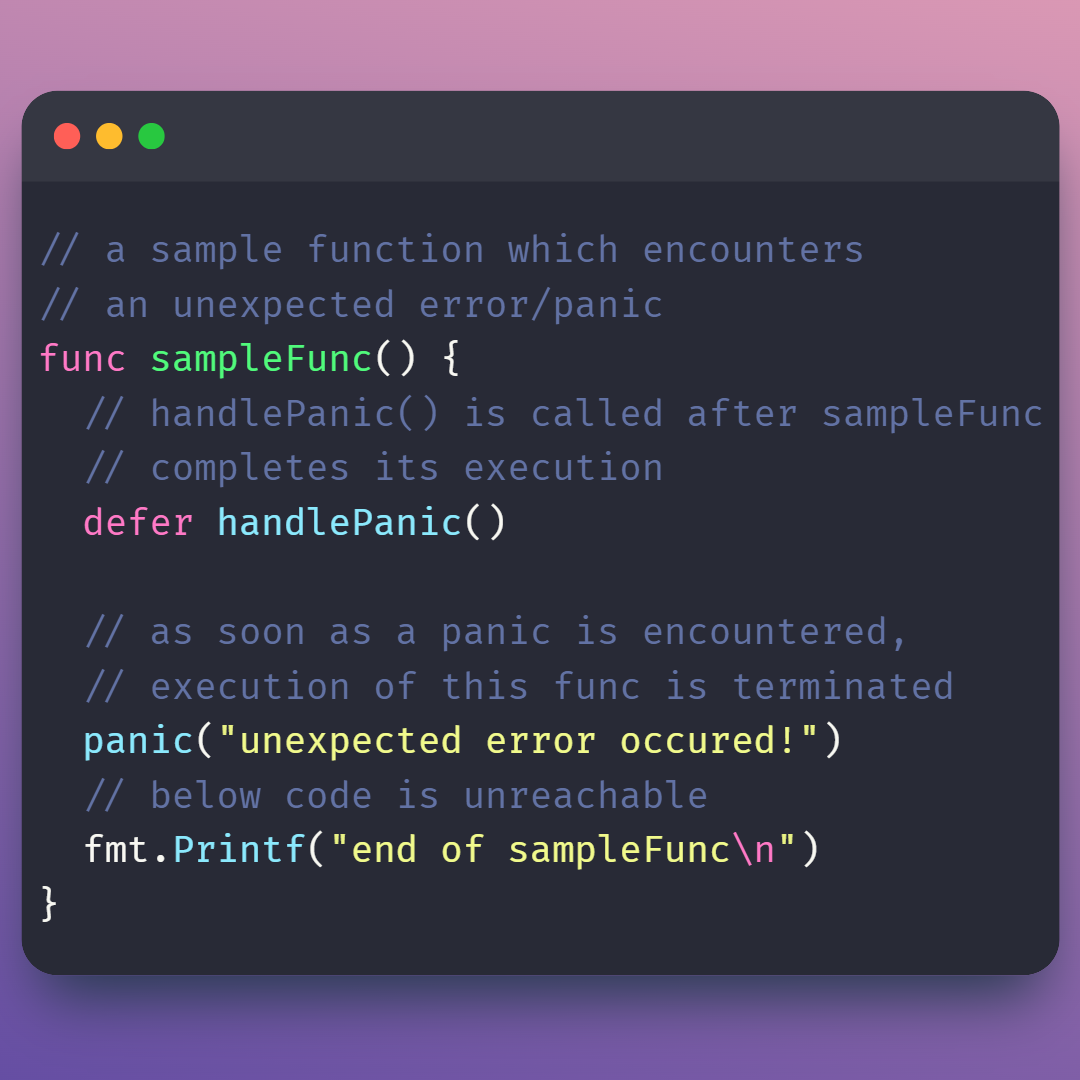 // a sample function which encounters
// an unexpected error/panic
func sampleFunc() {
  // handlePanic() is called after sampleFunc
  // completes its execution
  defer handlePanic()

  // as soon as a panic is encountered,
  // execution of this func is terminated
  panic("unexpected error occured!")
  // below code is unreachable
  fmt.Printf("end of sampleFunc\n")
}